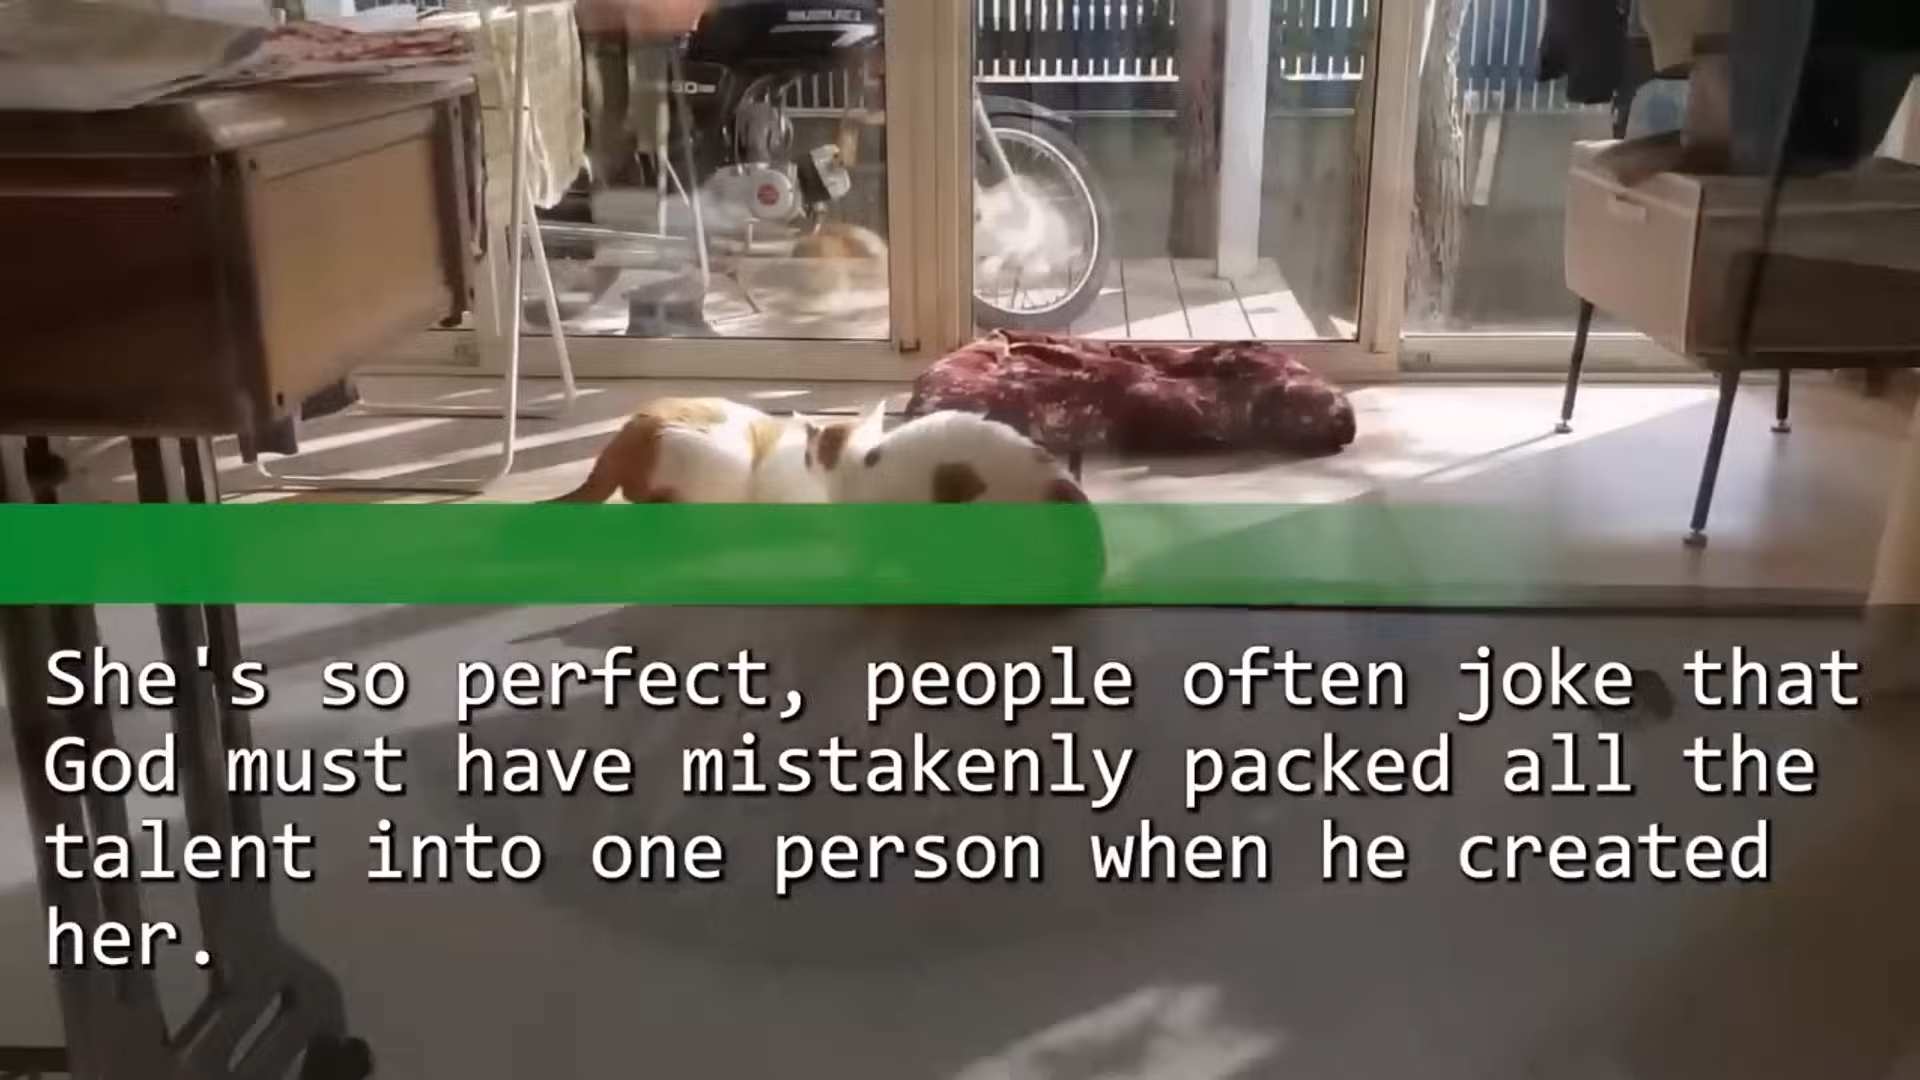 She's so perfect, people often joke that
God must have mistakenly packed all the
talent into one person when he created
her.